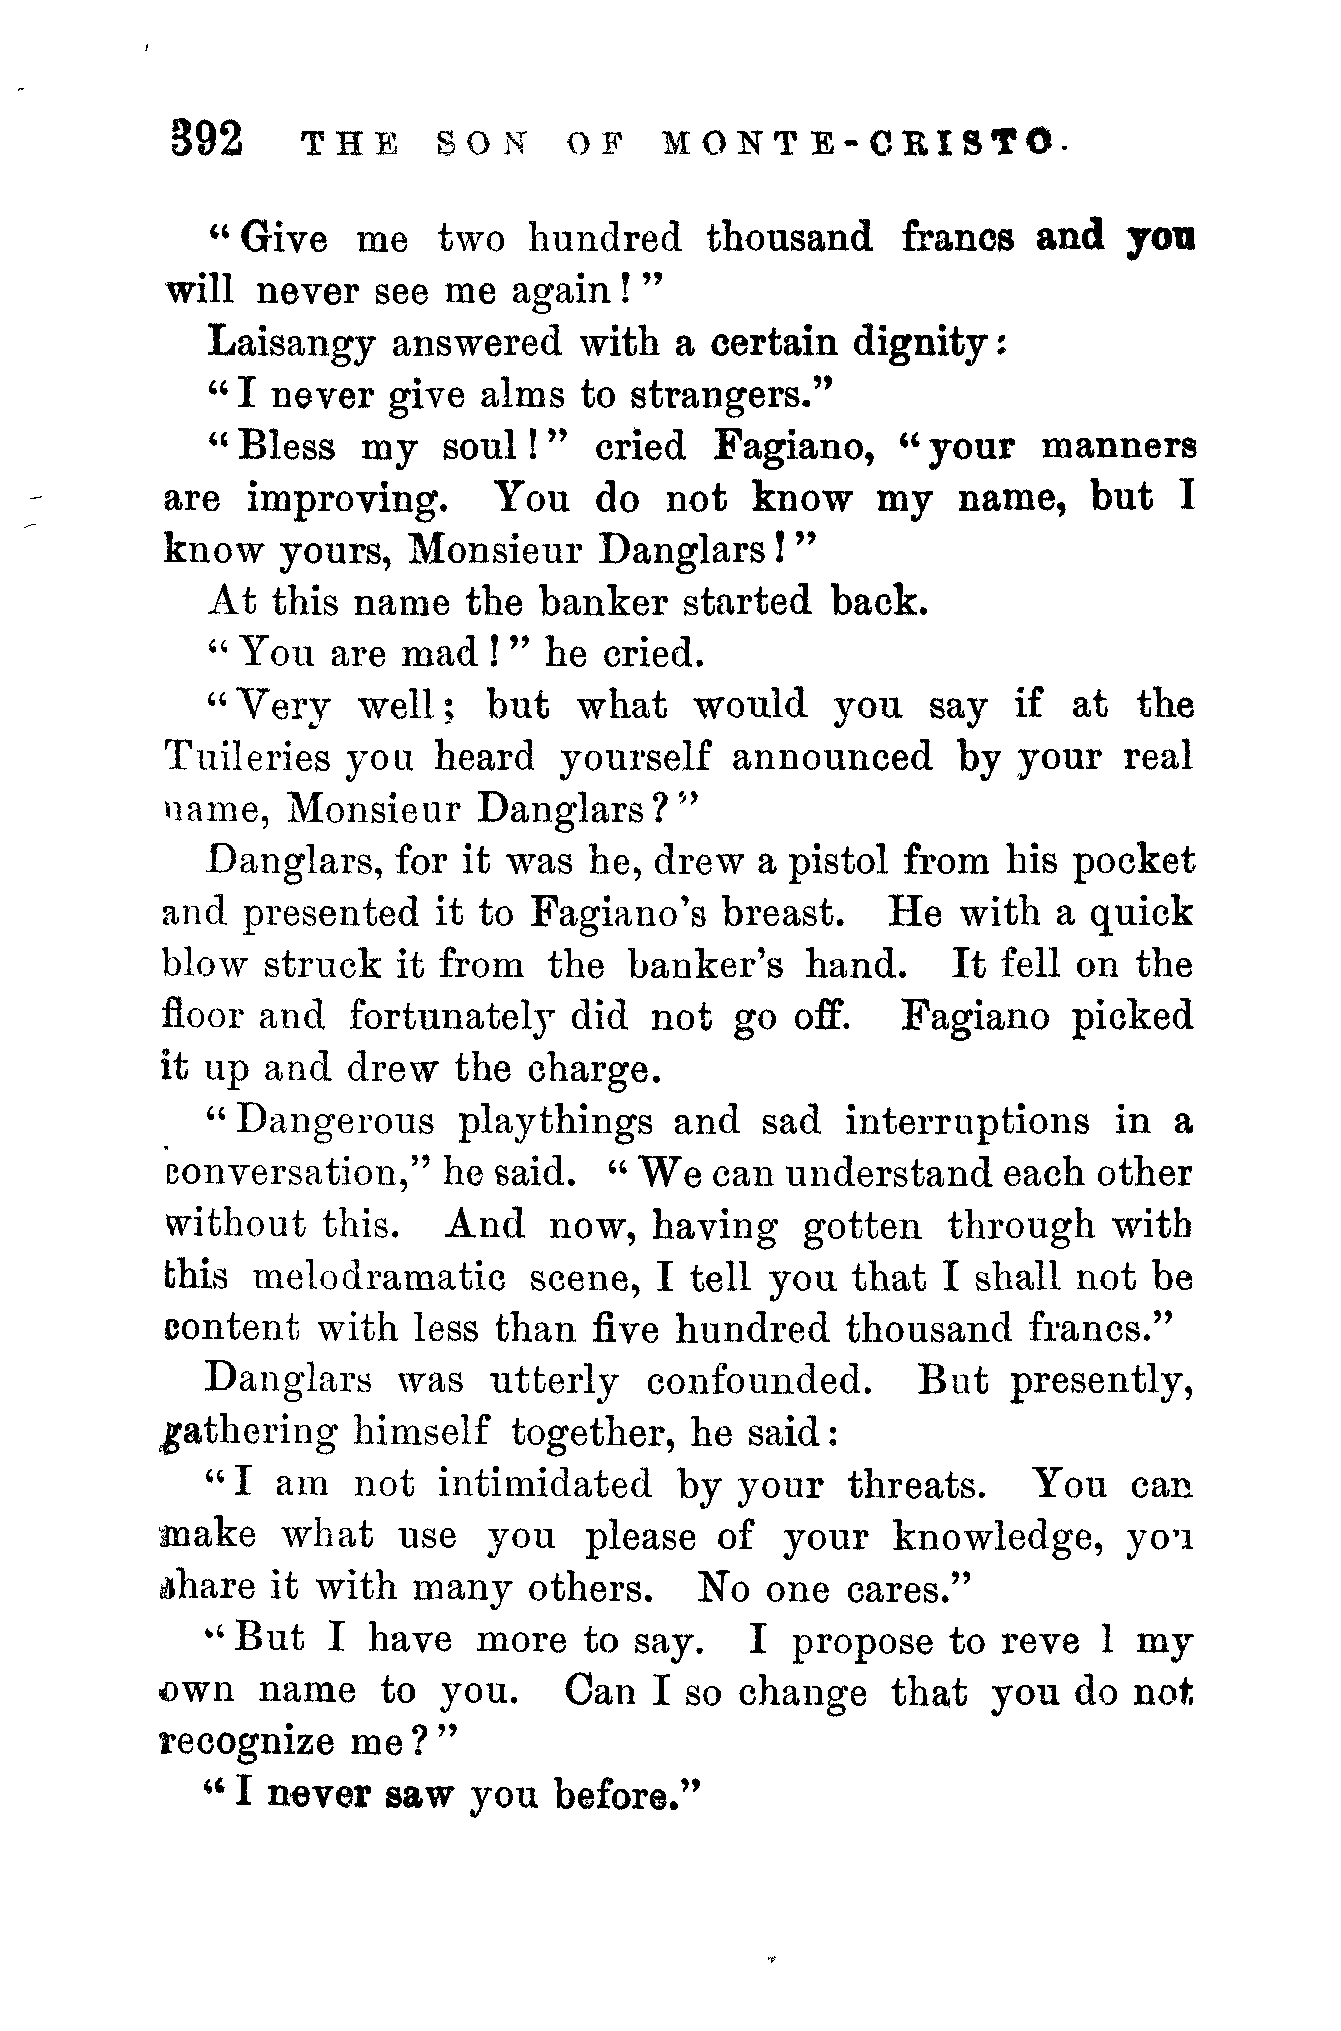 392 THE SON OF MONTE-CRISTO.
“Give me two hundred thousand francs and you
will never see me again!”
Laisangy answered with a certain dignity:
“I never give alms to strangers.”
“Bless my soul!” cried Fagiano, “your manners
are improving. You do not know my name, but I
know yours, Monsieur Danglars!”
At this name the banker started back.
“You are mad!” he cried.
“Very well; but what would you say if at the
Tuileries you heard yourself announced by your real
name, Monsieur Danglars?”
Danglars, for it was he, drew a pistol from his pocket
and presented it to Fagiano’s breast. He with a quick
blow struck it from the banker’s hand. It fell on the
floor and fortunately did not go off. Fagiano picked
it up and drew the charge.
“Dangerous playthings and sad interruptions in a
conversation,” he said. “We can understand each other
without this. And now, having gotten through with
this melodramatic scene, I tell you that I shall not be
content with less than five hundred thousand francs.”
Danglars was utterly confounded. But presently,
gathering himself together, he said:
“I am not intimidated by your threats. You can
make what use you please of your knowledge, you
share it with many others. No one cares.”
“But I have more to say. I propose to reve l my
own name to you. Can I so change that you do not
recognize me?”
“I never saw you before.”